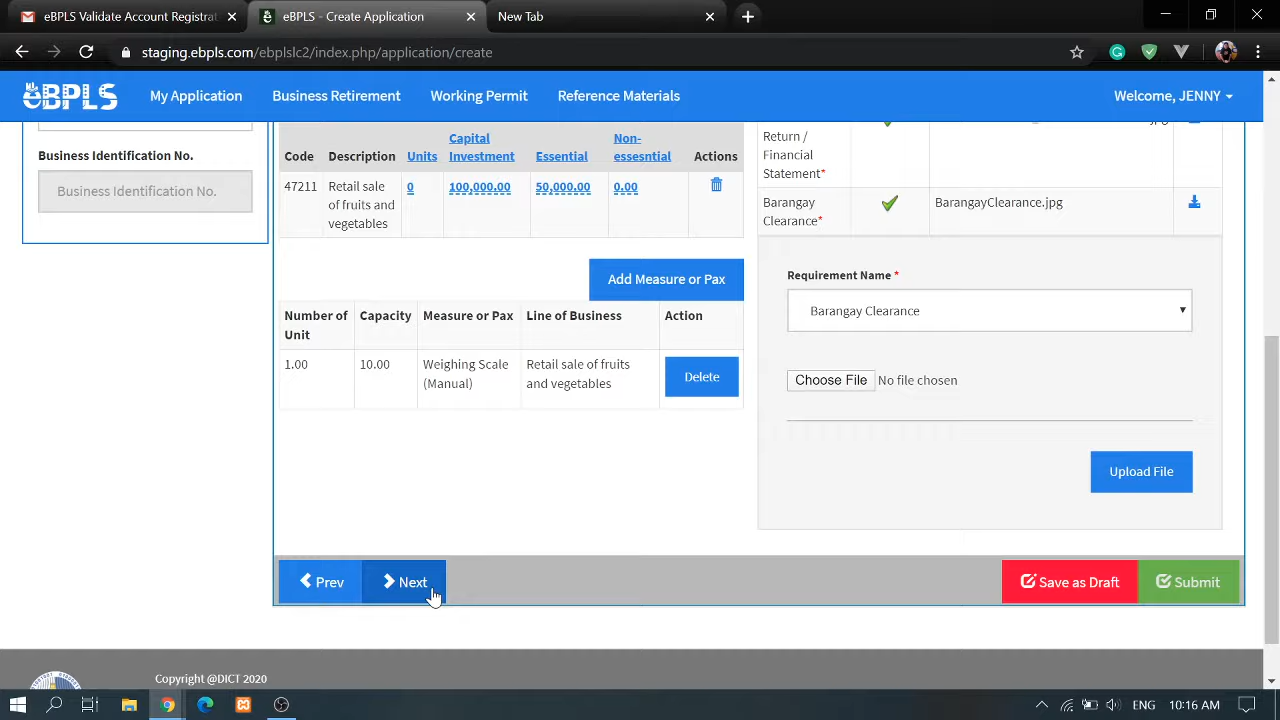 eBPLS Validate Account Registrat
eBPLS - Create Application
New Tab
staging.ebpls.com/ebplslc2/index.php/application/create
eBPLS
My Application
Business Retirement
Working Permit
Reference Materials
Welcome, JENNY
Business Identification No.
Business Identification No.
Code
Description
Units
Capital
Investment
Essential
Non-
essesntial
Actions
47211
Retail sale
of fruits
and
vegetables
0
100,000.00
50,000.00
0.00
Add Measure or Pax
Number of
Unit
Capacity
Measure or Pax
Line of Business
Action
1.00
10.00
Weighing Scale
(Manual)
Retail sale of fruits
and vegetables
Delete
Return /
Financial
Statement*
Barangay
Clearance*
BarangayClearance.jpg
Requirement Name *
Barangay Clearance
Choose File No file chosen
Upload File
Prev
Next
Save as Draft
Submit
Copyright @DICT 2020
ENG
10:16 AM